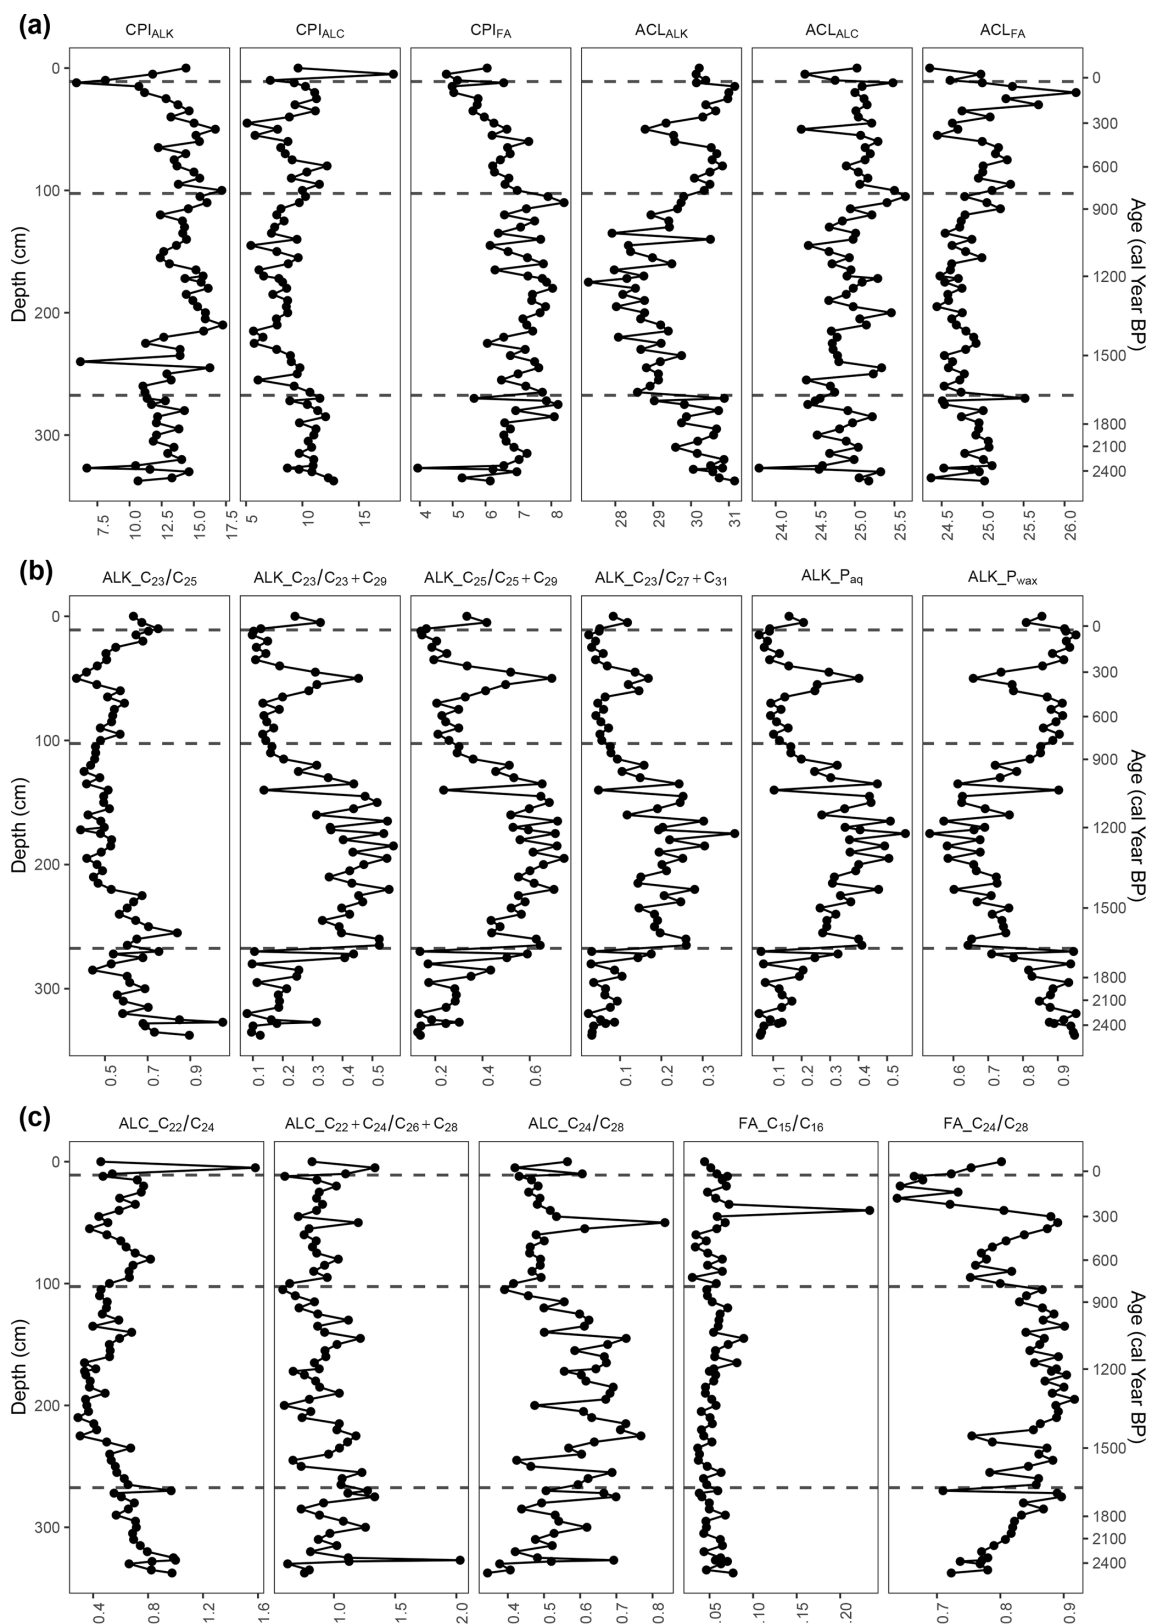 (a)
CPI_ALK CPI_ALC CPI_FA ACL_ALK ACL_ALC ACL_FA
Depth (cm)
0
100
200
300
Age (cal Year BP)
0
300
600
900
1200
1500
1800
2100
2400
7.5 10.0 12.5 15.0 17.5 5 10 15 4 5 6 7 8 28 29 30 31 24.0 24.5 25.0 25.5 24.5 25.0 25.5 26.0
(b)
ALK_C23/C25 ALK_C23/C23+C29 ALK_C25/C25+C29 ALK_C23/C27+C31 ALK_Paq ALK_Pwax
Depth (cm)
0
100
200
300
Age (cal Year BP)
0
300
600
900
1200
1500
1800
2100
2400
0.5 0.7 0.9 0.1 0.2 0.3 0.4 0.5 0.2 0.4 0.6 0.1 0.2 0.3 0.1 0.2 0.3 0.4 0.5 0.6 0.7 0.8 0.9
(c)
ALC_C22/C24 ALC_C22+C24/C26+C28 ALC_C24/C28 FA_C15/C16 FA_C24/C28
Depth (cm)
0
100
200
300
Age (cal Year BP)
0
300
600
900
1200
1500
1800
2100
2400
0.4 0.8 1.2 1.6 1.0 1.5 2.0 0.4 0.5 0.6 0.7 0.8 .05 0.10 0.15 0.20 0.7 0.8 0.9